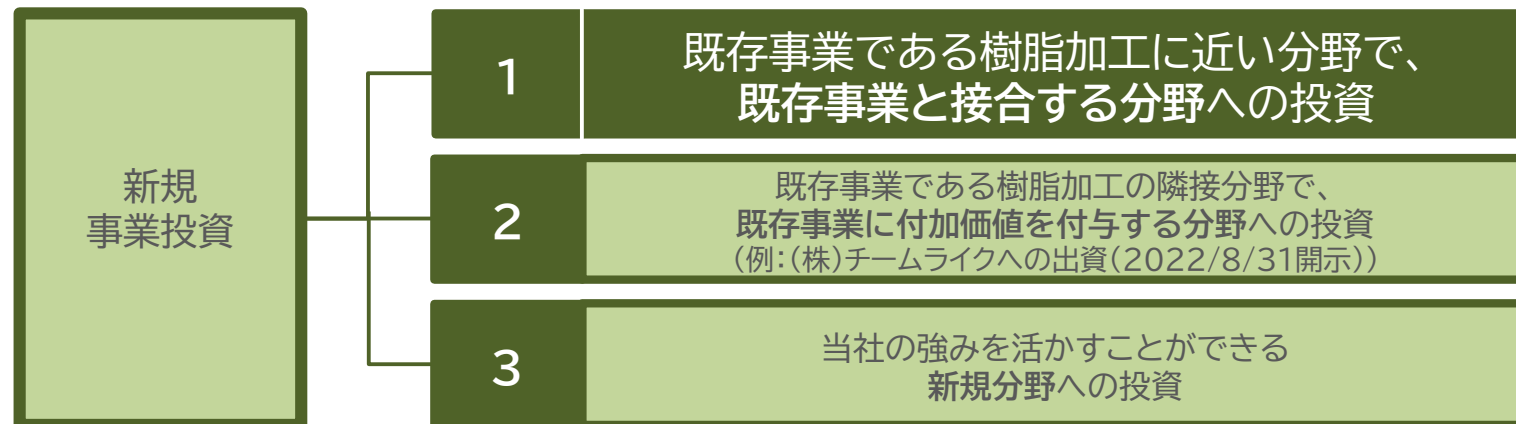 新規
事業投資
1
既存事業である樹脂加工に近い分野で、
既存事業と接合する分野への投資
2
既存事業である樹脂加工の隣接分野で、
既存事業に付加価値を付与する分野への投資
(例：(株)チームライクへの出資(2022/8/31開示))
3
当社の強みを活かすことができる
新規分野への投資